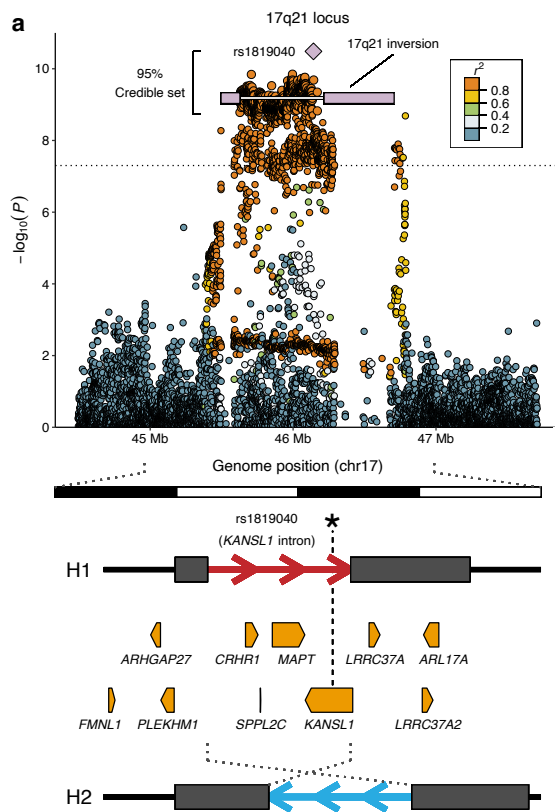 a
17q21 locus
rs1819040
17q21 inversion
95%
Credible set
r²
0.8
0.6
0.4
0.2
10
8
6
4
2
0
−log₁₀(P)
45 Mb
46 Mb
47 Mb
Genome position (chr17)
rs1819040
(KANSL1 intron)
*
H1
ARHGAP27
CRHR1
MAPT
LRRC37A
ARL17A
FMNL1
PLEKHM1
SPPL2C
KANSL1
LRRC37A2
H2